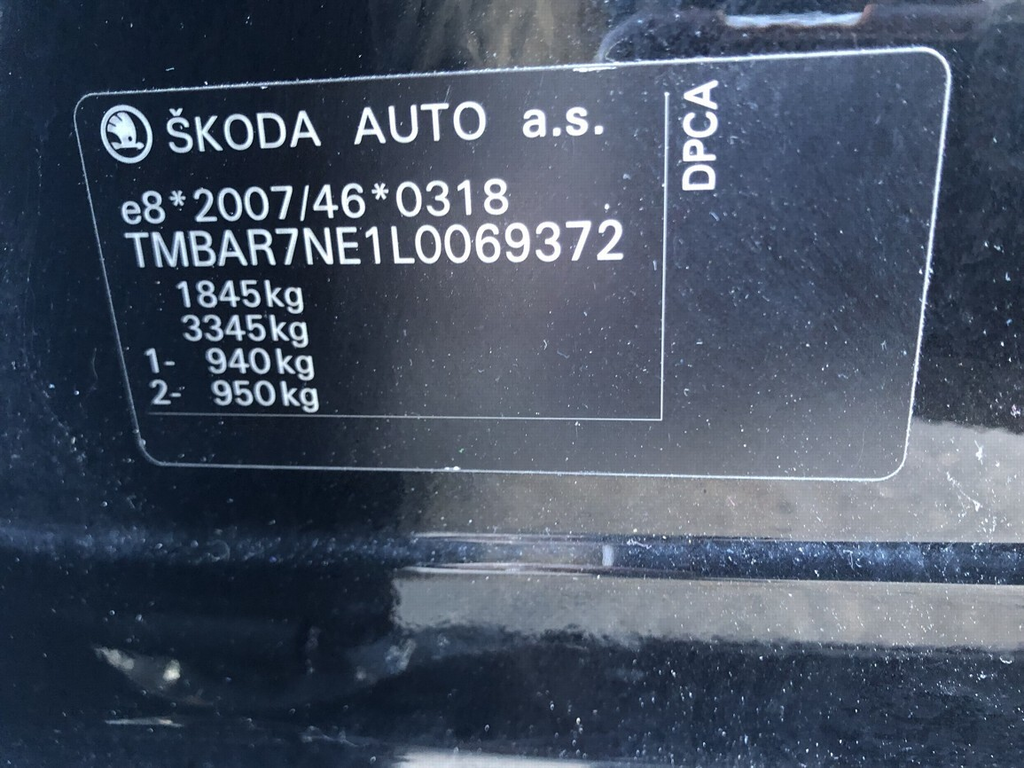 ŠKODA AUTO a.s.
DPCA
e8*2007/46*0318
TMBAR7NE1L0069372
1845kg
3345kg
1- 940kg
2- 950kg